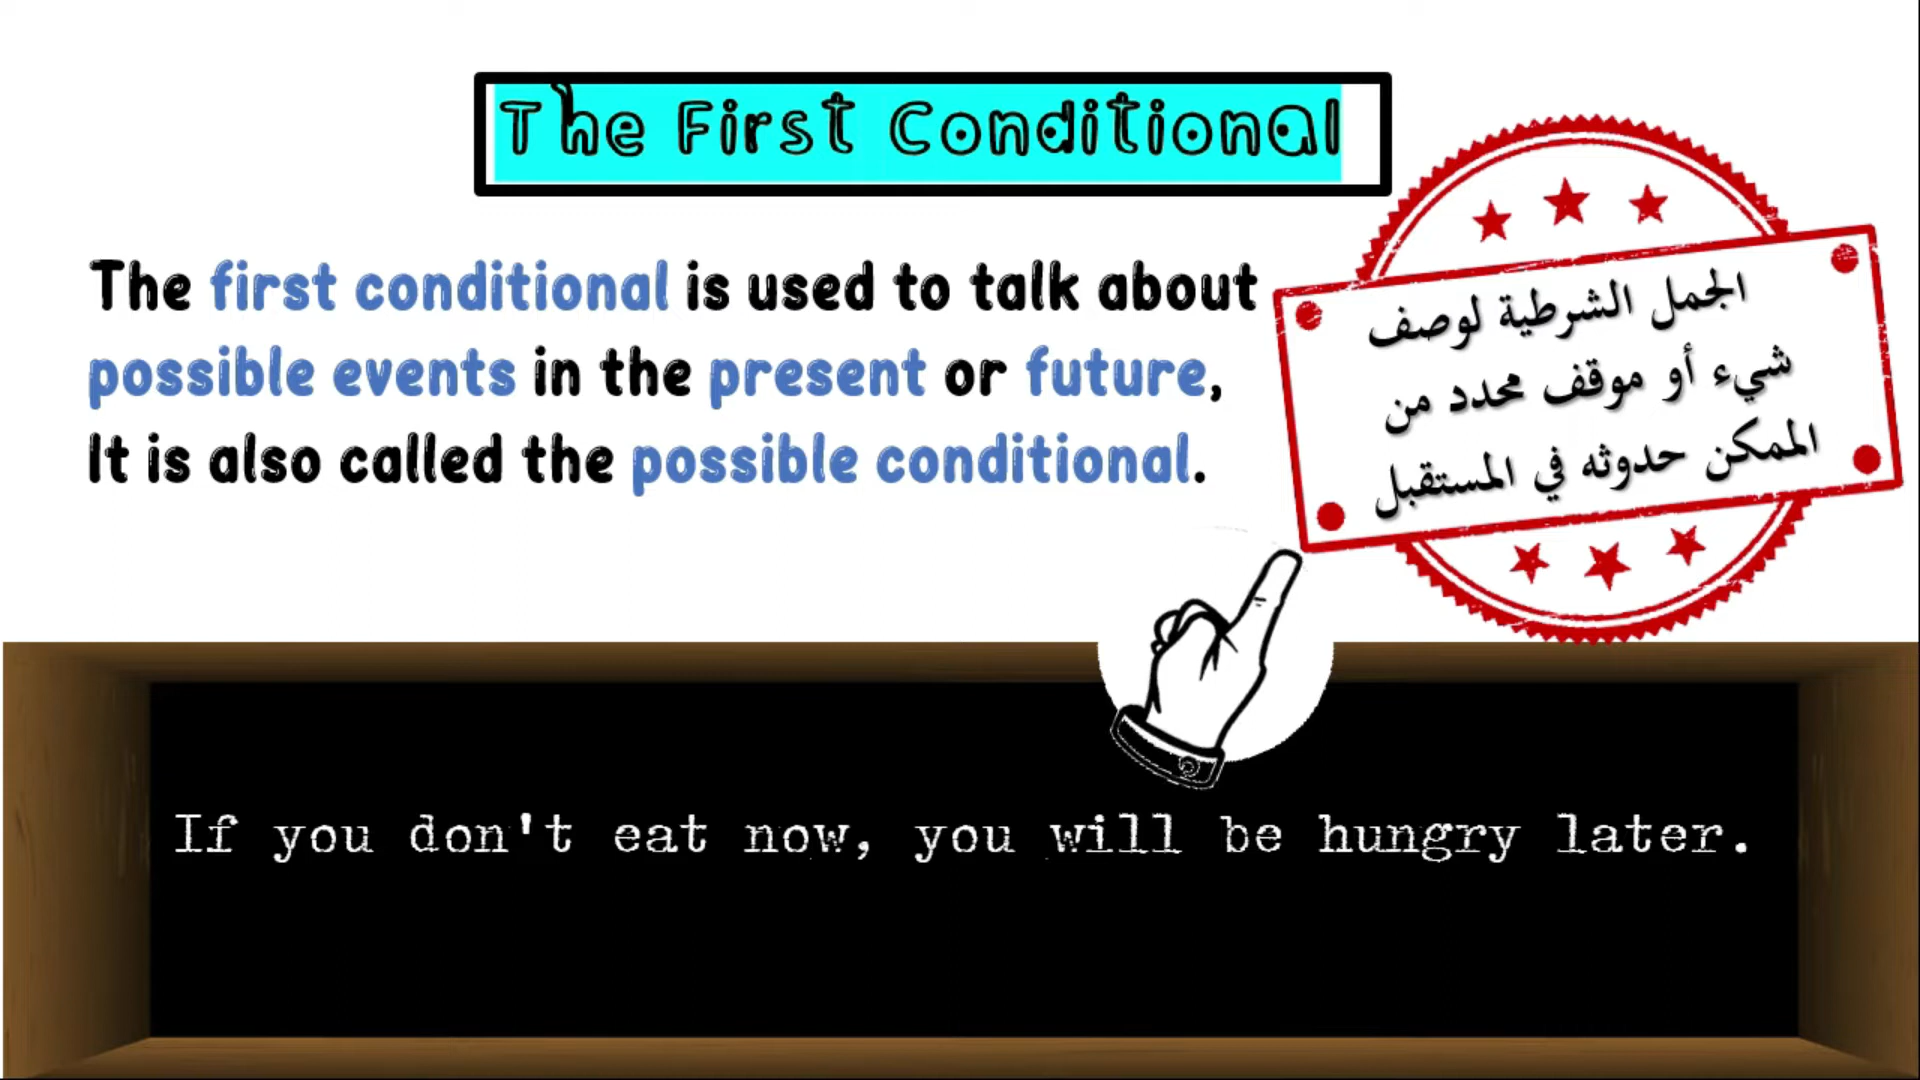 The First Conditional
The first conditional is used to talk about
possible events in the present or future,
It is also called the possible conditional.
الجمل الشرطية لوصف
شيء أو موقف محدد من
الممكن حدوثه في المستقبل
If you don't eat now, you will be hungry later.